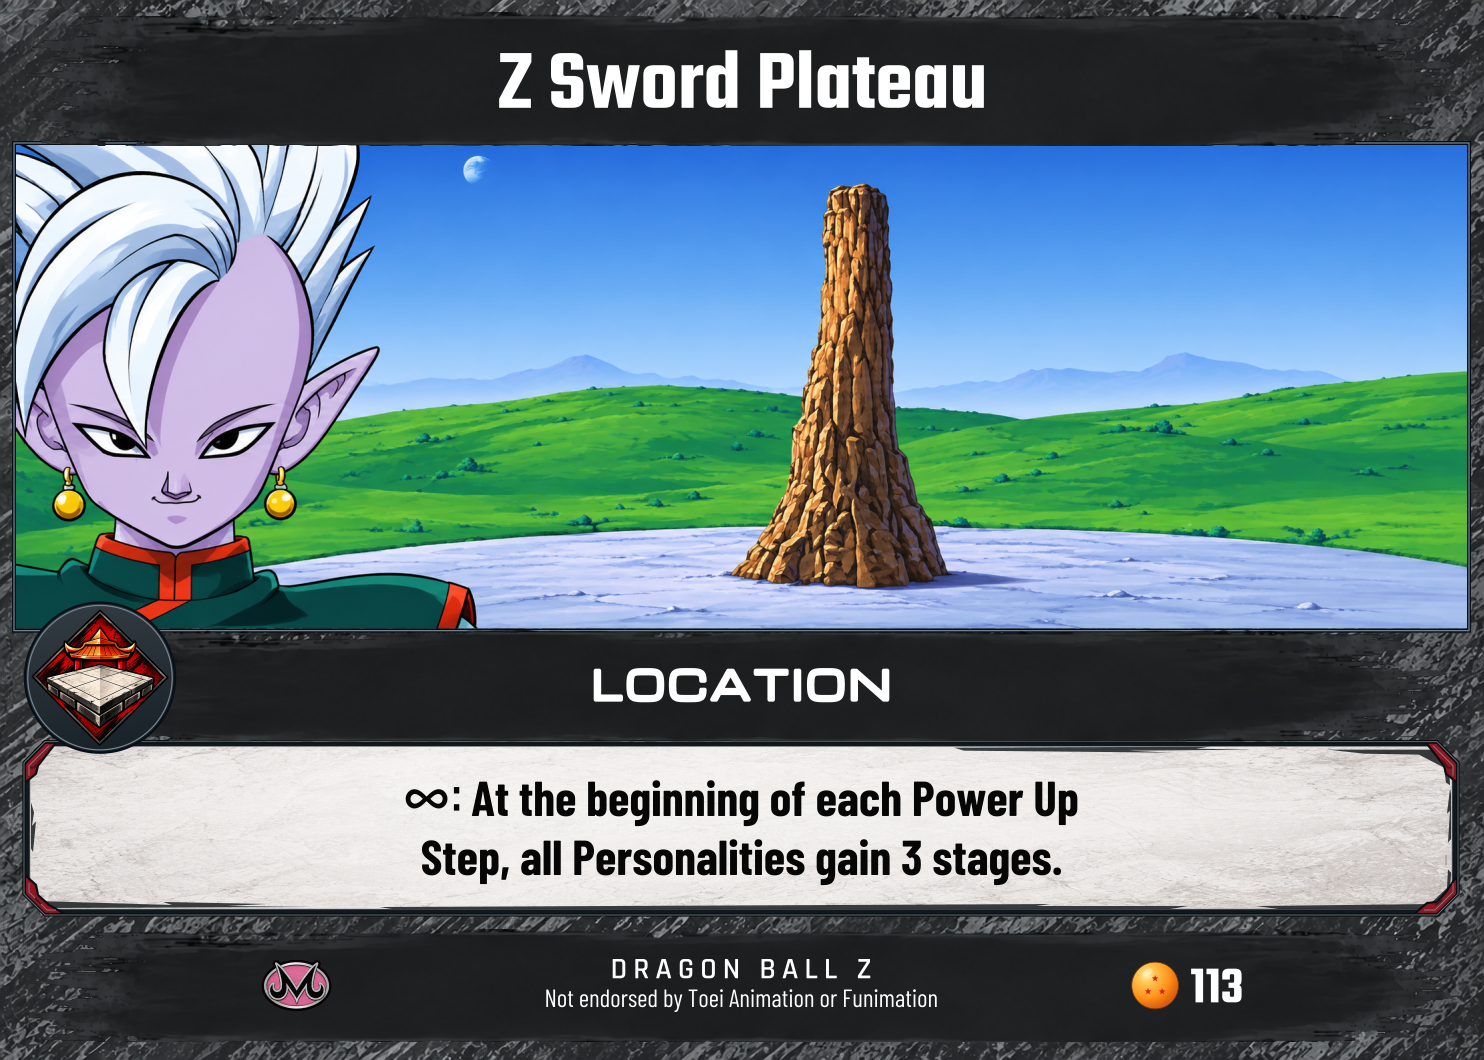 Z Sword Plateau
LOCATION
∞: At the beginning of each Power Up
Step, all Personalities gain 3 stages.
DRAGON BALL Z
Not endorsed by Toei Animation or Funimation
M
113